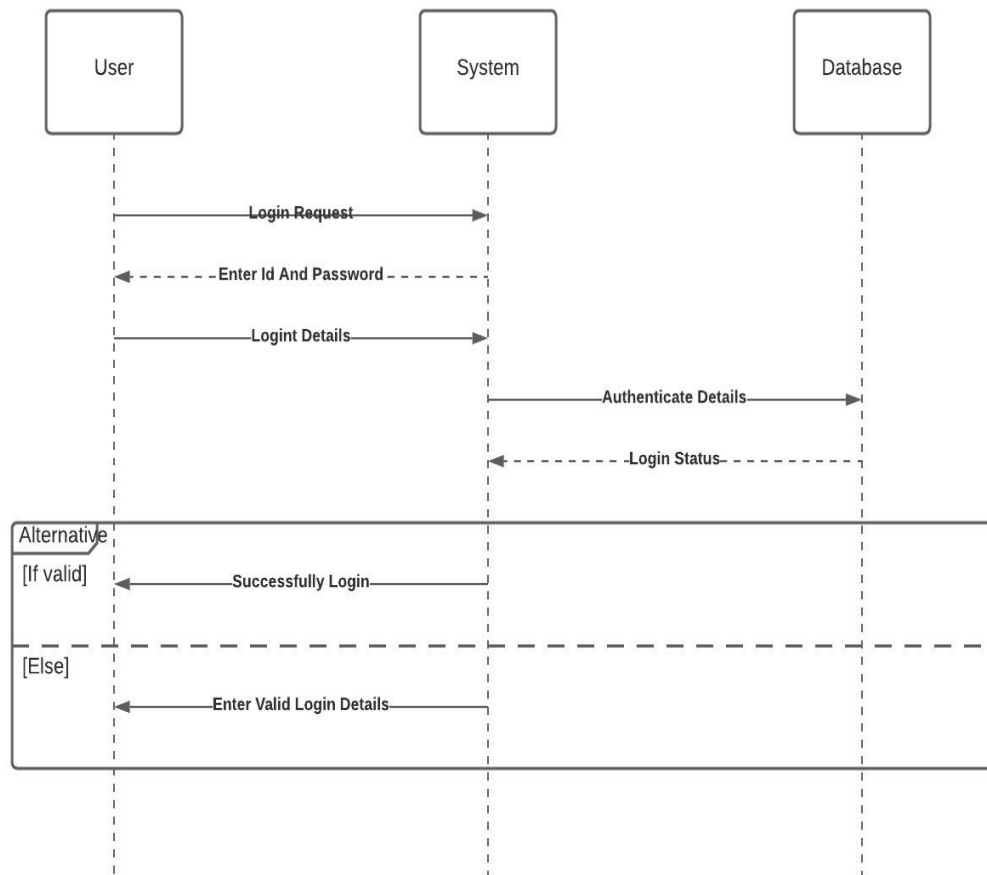 User
System
Database
Login Request
Enter Id And Password
Logint Details
Authenticate Details
Login Status
Alternative
[If valid]
Successfully Login
[Else]
Enter Valid Login Details